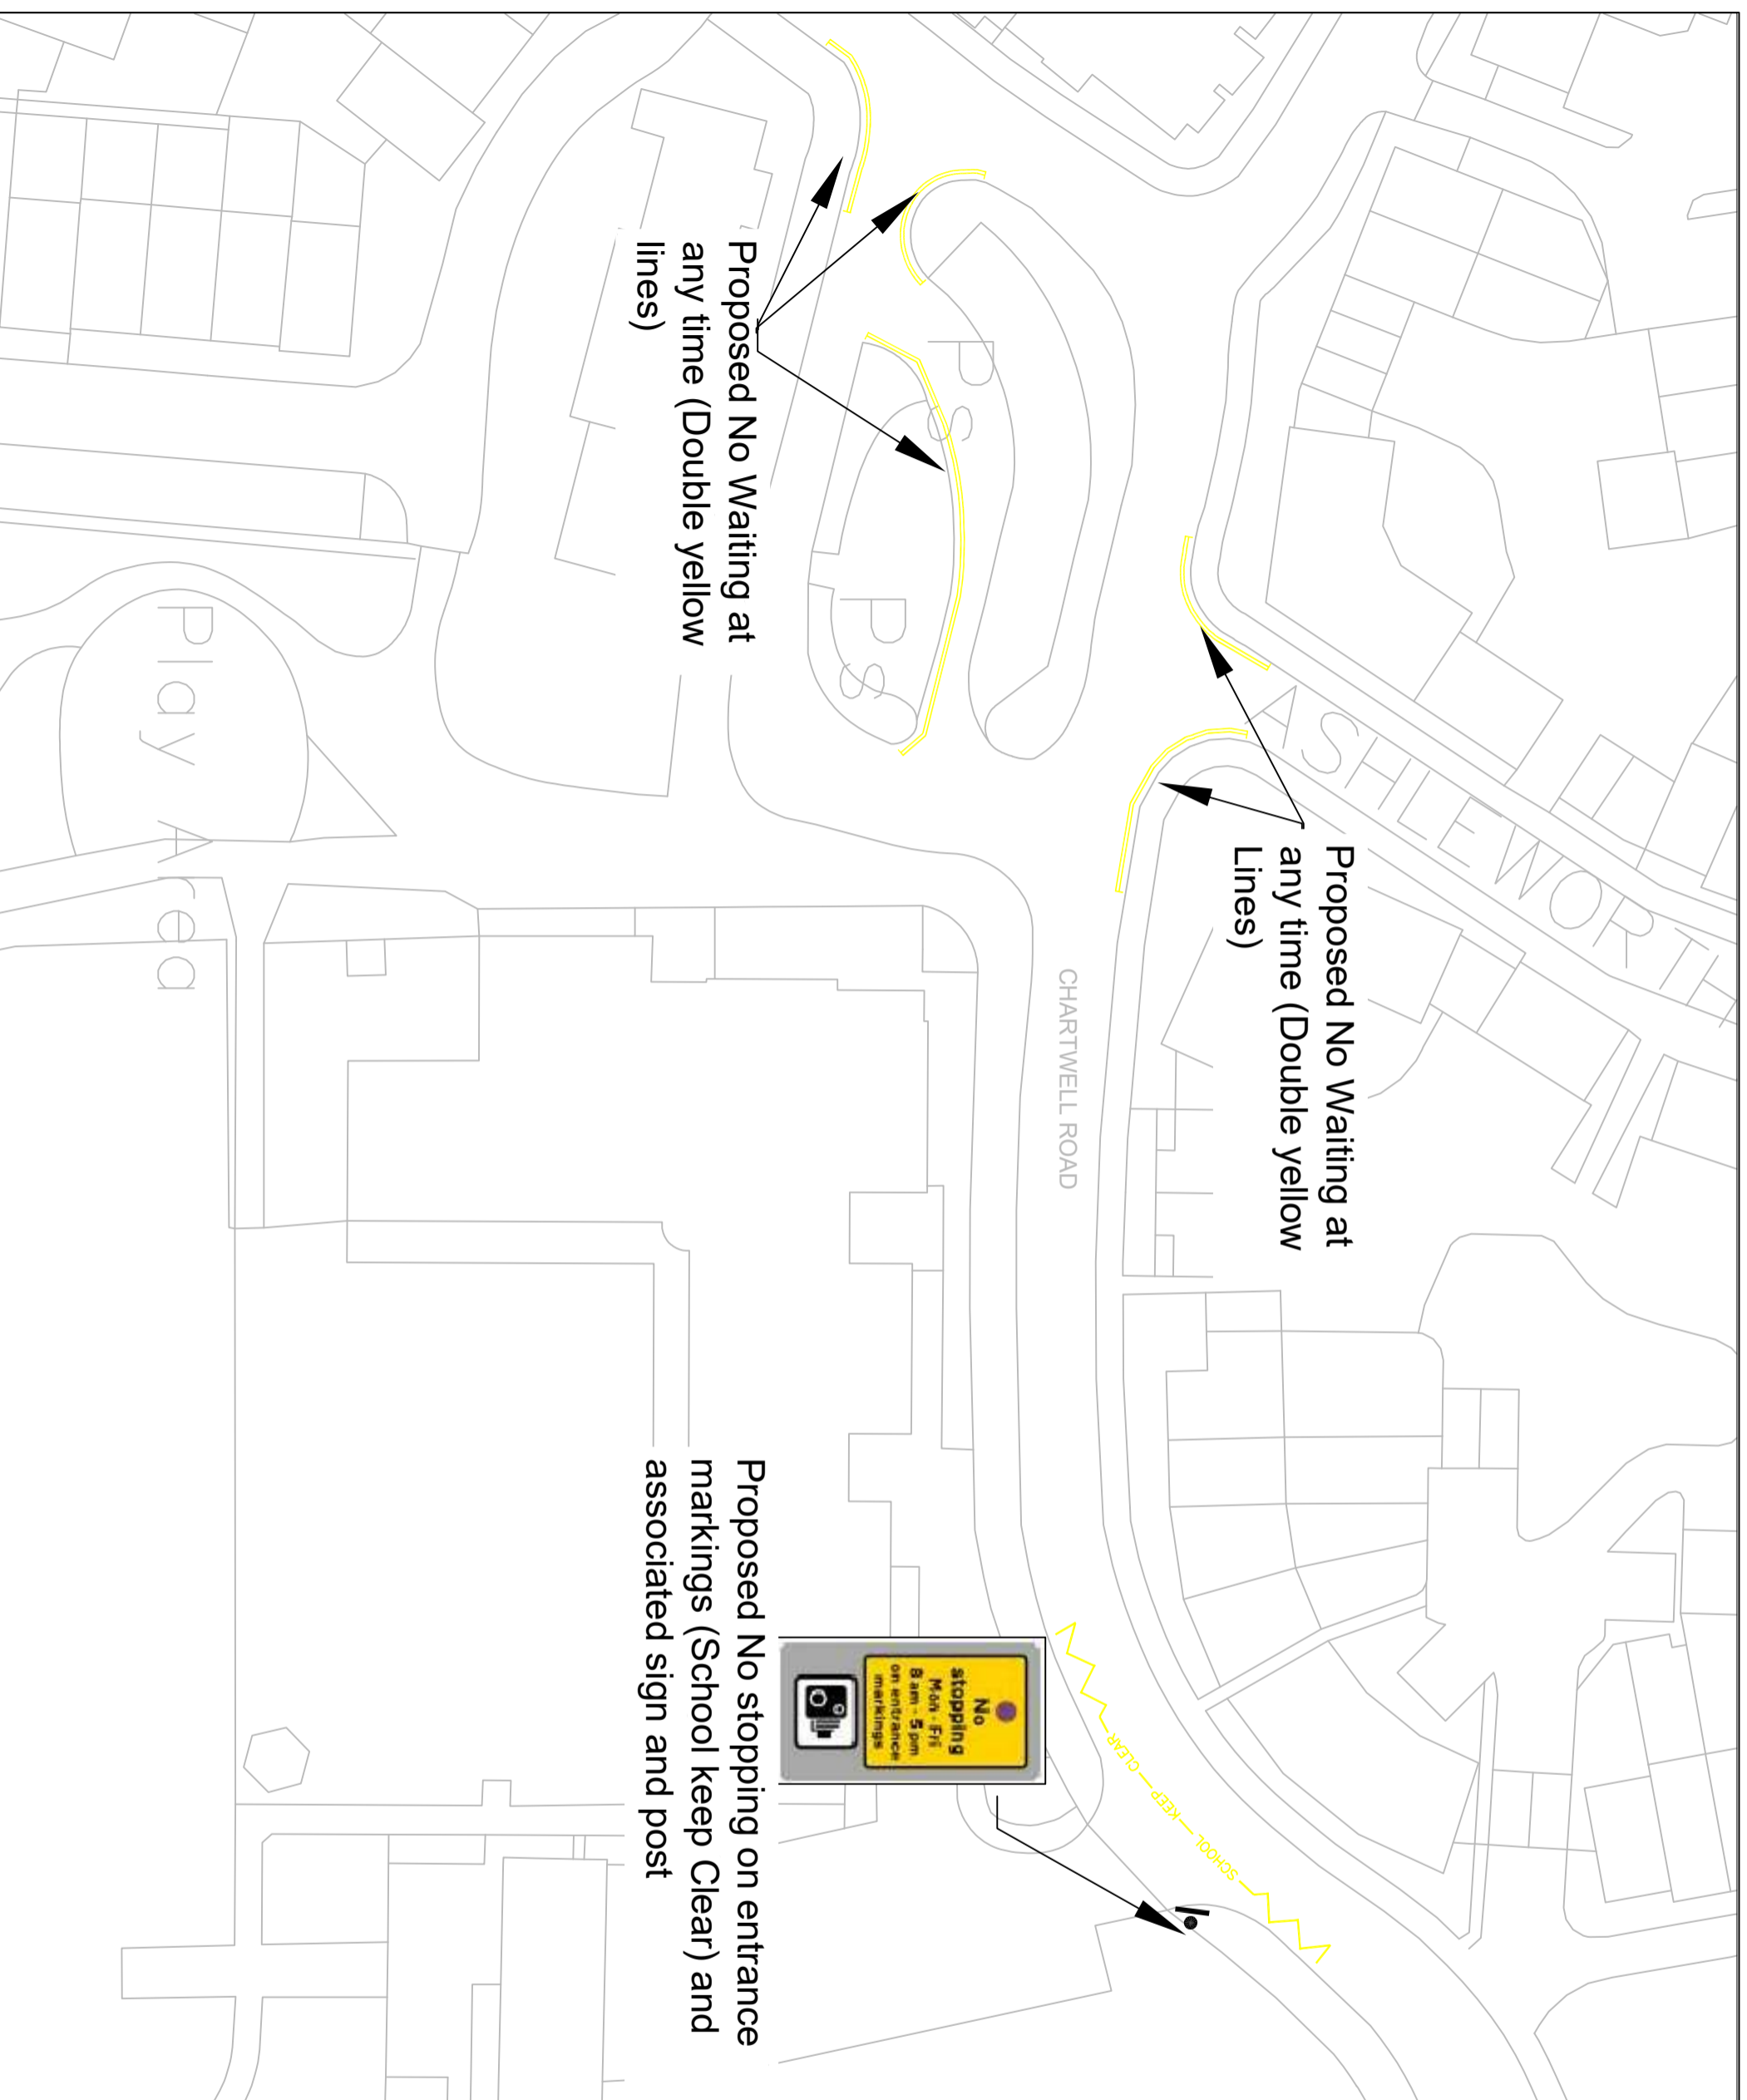 ASHLEWORTH
Proposed No Waiting at
any time (Double yellow
Lines)
P s
P s
CHARTWELL ROAD
Proposed No Waiting at
any time (Double yellow
lines)
SCHOOL KEEP CLEAR
No
stopping
Mon - Fri
8 am - 5 pm
on entrance
markings
Proposed No stopping on entrance
markings (School keep Clear) and
associated sign and post
Play Area